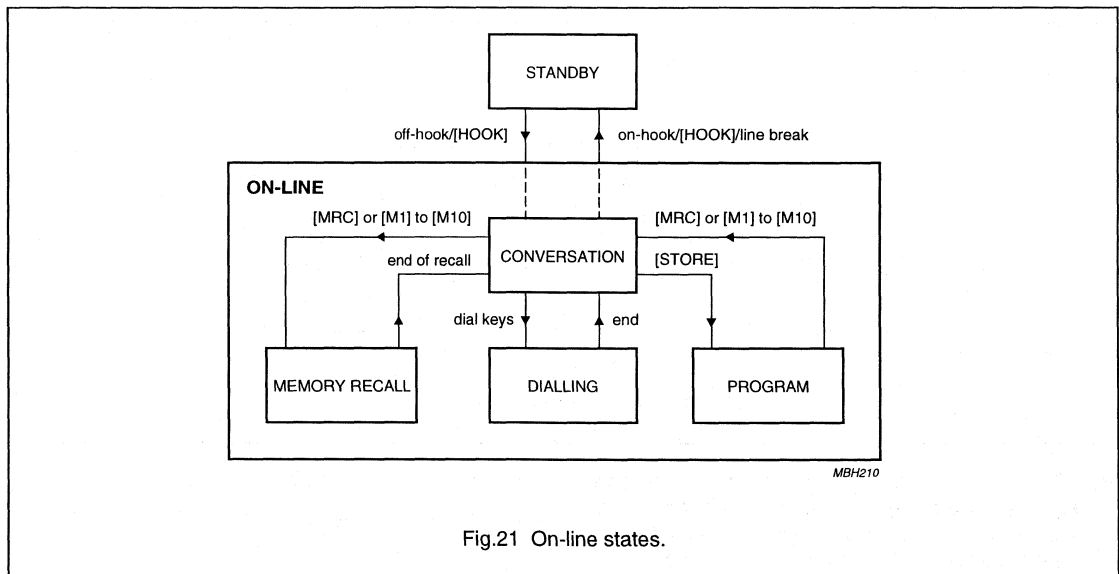 STANDBY
off-hook/[HOOK]
on-hook/[HOOK]/line break
ON-LINE
[MRC] or [M1] to [M10]
[MRC] or [M1] to [M10]
end of recall
CONVERSATION
[STORE]
dial keys
end
MEMORY RECALL
DIALLING
PROGRAM
MBH210
Fig.21 On-line states.